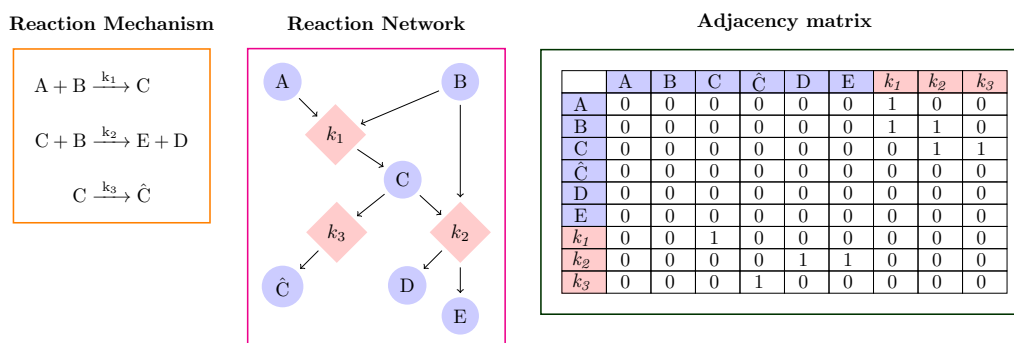 Reaction Mechanism
A + B k₁ → C
C + B k₂ → E + D
C k₃ → Ĉ
Reaction Network
A B
k₁
C
k₃ k₂
Ĉ D
E
Adjacency matrix
A B C Ĉ D E k₁ k₂ k₃
A 0 0 0 0 0 0 1 0 0
B 0 0 0 0 0 0 1 1 0
C 0 0 0 0 0 0 0 1 1
Ĉ 0 0 0 0 0 0 0 0 0
D 0 0 0 0 0 0 0 0 0
E 0 0 0 0 0 0 0 0 0
k₁ 0 0 1 0 0 0 0 0 0
k₂ 0 0 0 0 1 1 0 0 0
k₃ 0 0 0 1 0 0 0 0 0